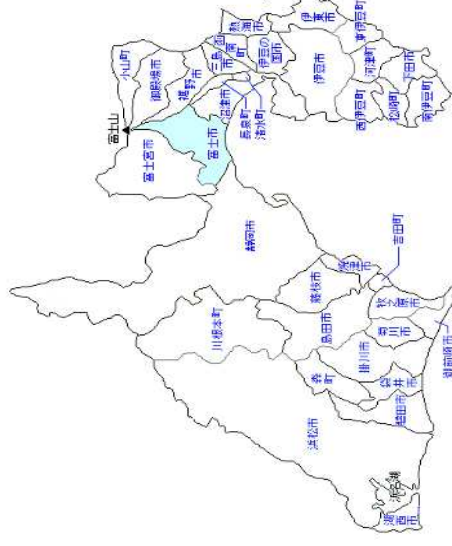 富士山
小山町
御殿場市
裾野市
富士宮市
富士市
沼津市
長泉町
清水町
三島市
函南町
熱海市
伊豆の国市
伊東市
伊豆市
東伊豆町
河津町
西伊豆町
松崎町
下田市
南伊豆町
静岡市
川根本町
藤枝市
島田市
吉田町
牧之原市
菊川市
掛川市
御前崎市
森町
袋井市
磐田市
浜松市
浜名湖
湖西市